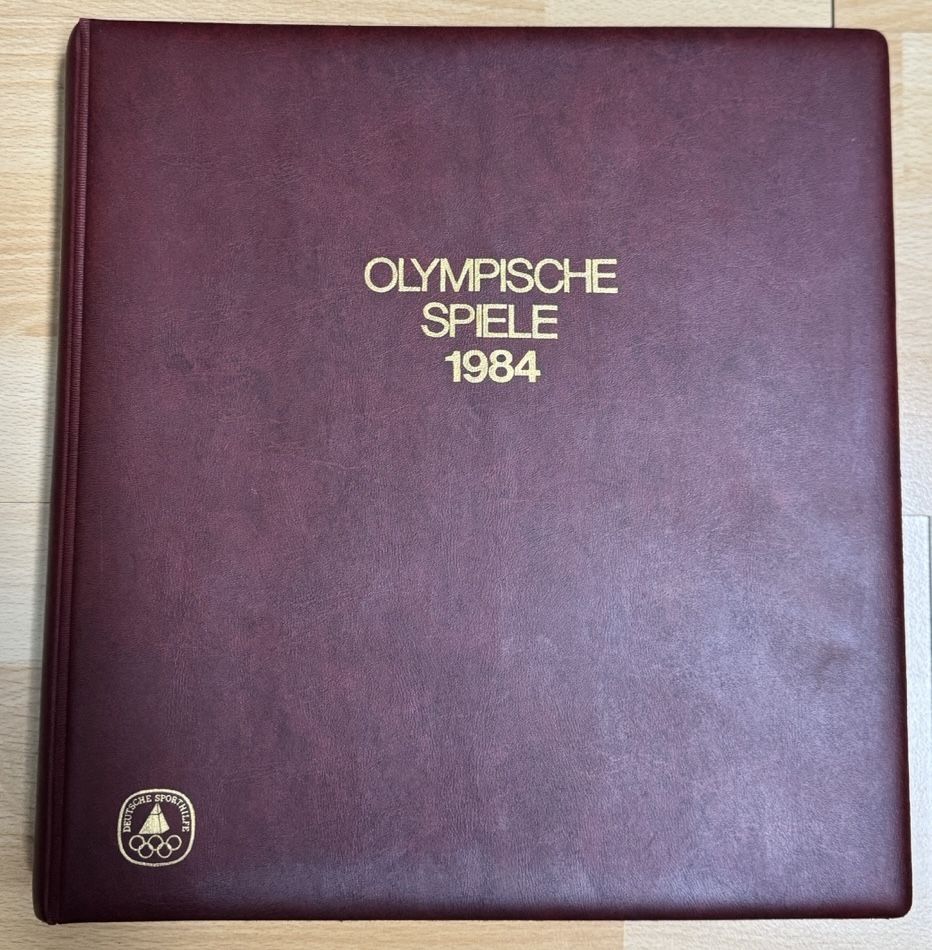 OLYMPISCHE
SPIELE
1984
DEUTSCHE SPORTHILFE